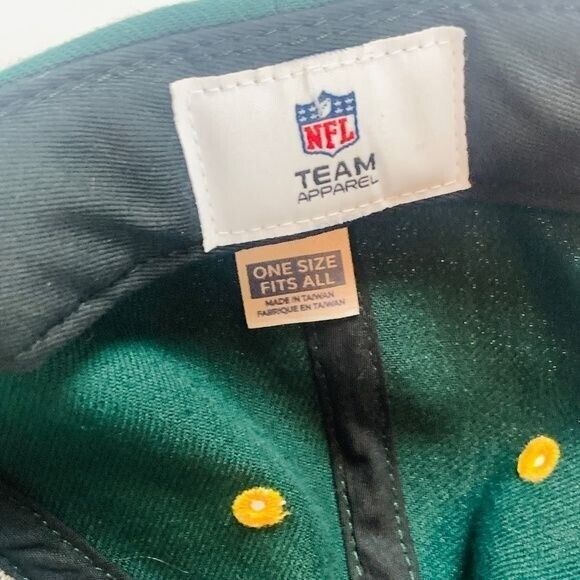 NFL
TEAM
APPAREL
ONE SIZE
FITS ALL
MADE IN TAIWAN
FABRIQUE EN TAIWAN